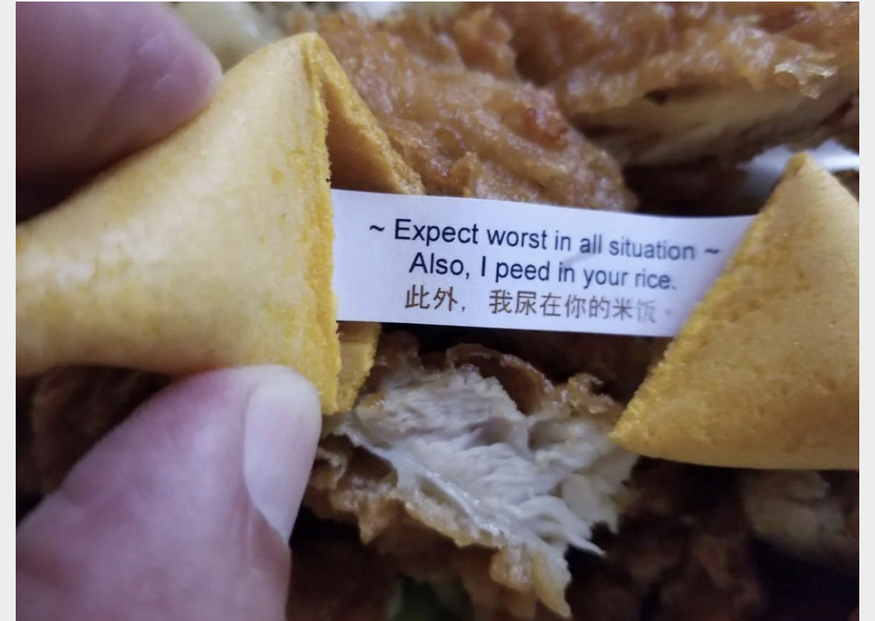 ~ Expect worst in all situation ~
Also, I peed in your rice.
此外，我尿在你的米饭。